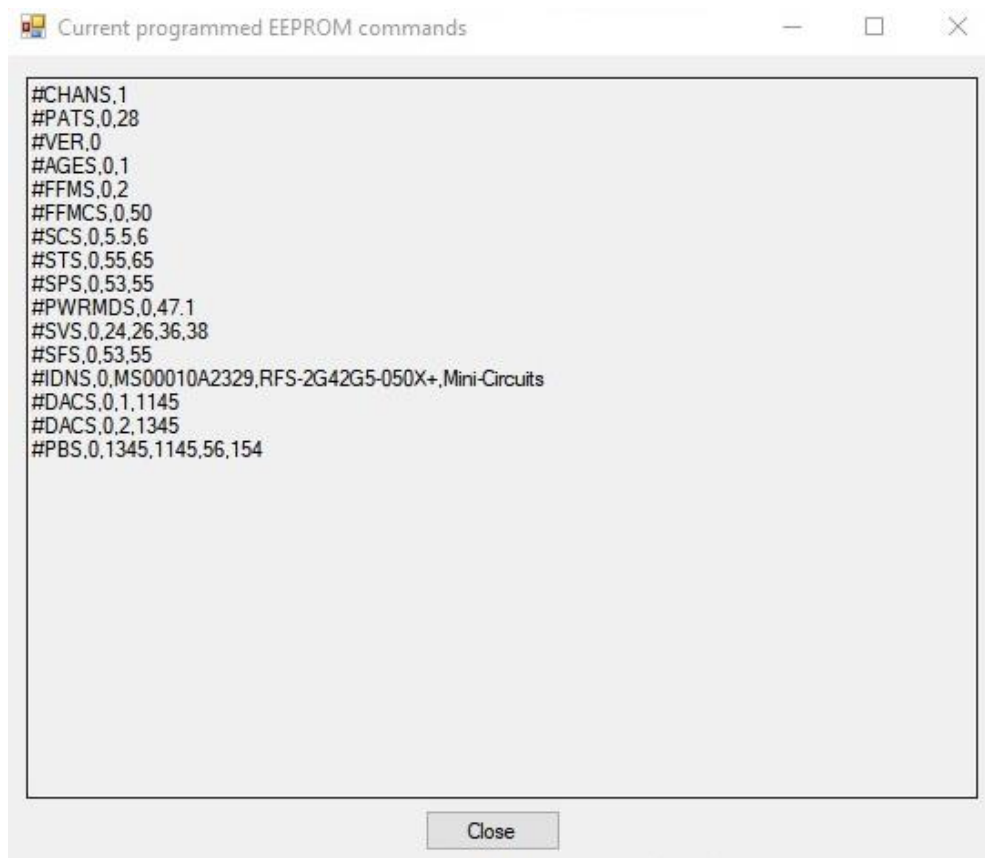 Current programmed EEPROM commands
#CHANS,1
#PATS,0,28
#VER,0
#AGES,0,1
#FFMS,0,2
#FFMCS,0,50
#SCS,0,5.5,6
#STS,0,55,65
#SPS,0,53,55
#PWRMDS,0,47.1
#SVS,0,24,26,36,38
#SFS,0,53,55
#IDNS,0,MS00010A2329,RFS-2G42G5-050X+,Mini-Circuits
#DACS,0,1,1145
#DACS,0,2,1345
#PBS,0,1345,1145,56,154
Close